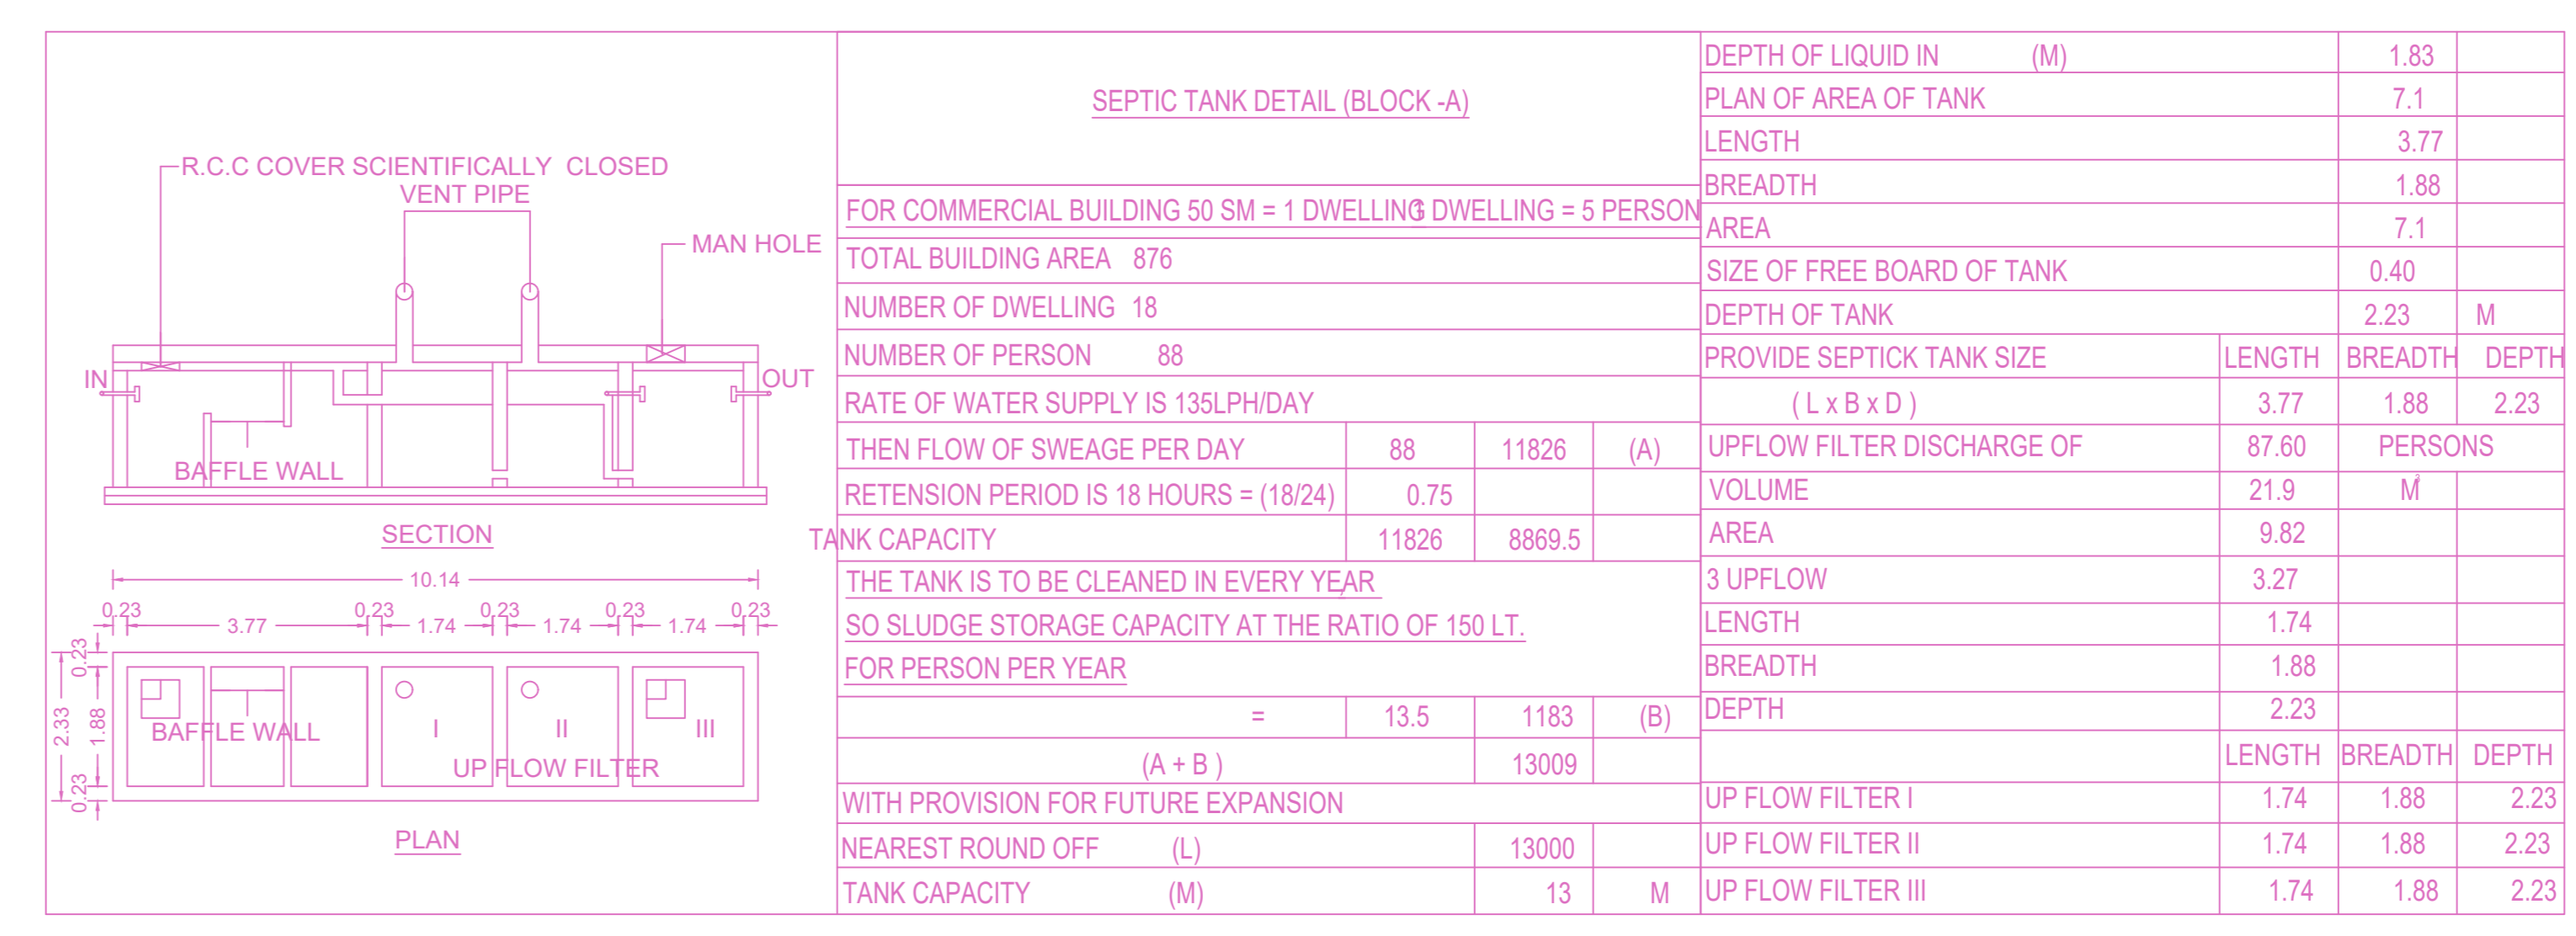 R.C.C COVER SCIENTIFICALLY CLOSED
VENT PIPE
MAN HOLE
IN
OUT
BAFFLE WALL
SECTION
10.14
0.23 0.23 0.23 0.23 0.23
3.77 1.74 1.74 1.74
0.23
2.33
1.88
0.23
BAFFLE WALL
I II III
UP FLOW FILTER
PLAN
SEPTIC TANK DETAIL (BLOCK -A)
FOR COMMERCIAL BUILDING 50 SM = 1 DWELLING 1 DWELLING = 5 PERSON
TOTAL BUILDING AREA 876
NUMBER OF DWELLING 18
NUMBER OF PERSON 88
RATE OF WATER SUPPLY IS 135LPH/DAY
THEN FLOW OF SWEAGE PER DAY 88 11826 (A)
RETENSION PERIOD IS 18 HOURS = (18/24) 0.75
TANK CAPACITY 11826 8869.5
THE TANK IS TO BE CLEANED IN EVERY YEAR
SO SLUDGE STORAGE CAPACITY AT THE RATIO OF 150 LT.
FOR PERSON PER YEAR
= 13.5 1183 (B)
(A + B ) 13009
WITH PROVISION FOR FUTURE EXPANSION
NEAREST ROUND OFF (L) 13000
TANK CAPACITY (M) 13 M
DEPTH OF LIQUID IN (M) 1.83
PLAN OF AREA OF TANK 7.1
LENGTH 3.77
BREADTH 1.88
AREA 7.1
SIZE OF FREE BOARD OF TANK 0.40
DEPTH OF TANK 2.23 M
PROVIDE SEPTICK TANK SIZE LENGTH BREADTH DEPTH
( L x B x D ) 3.77 1.88 2.23
UPFLOW FILTER DISCHARGE OF 87.60 PERSONS
VOLUME 21.9 M³
AREA 9.82
3 UPFLOW 3.27
LENGTH 1.74
BREADTH 1.88
DEPTH 2.23
LENGTH BREADTH DEPTH
UP FLOW FILTER I 1.74 1.88 2.23
UP FLOW FILTER II 1.74 1.88 2.23
UP FLOW FILTER III 1.74 1.88 2.23